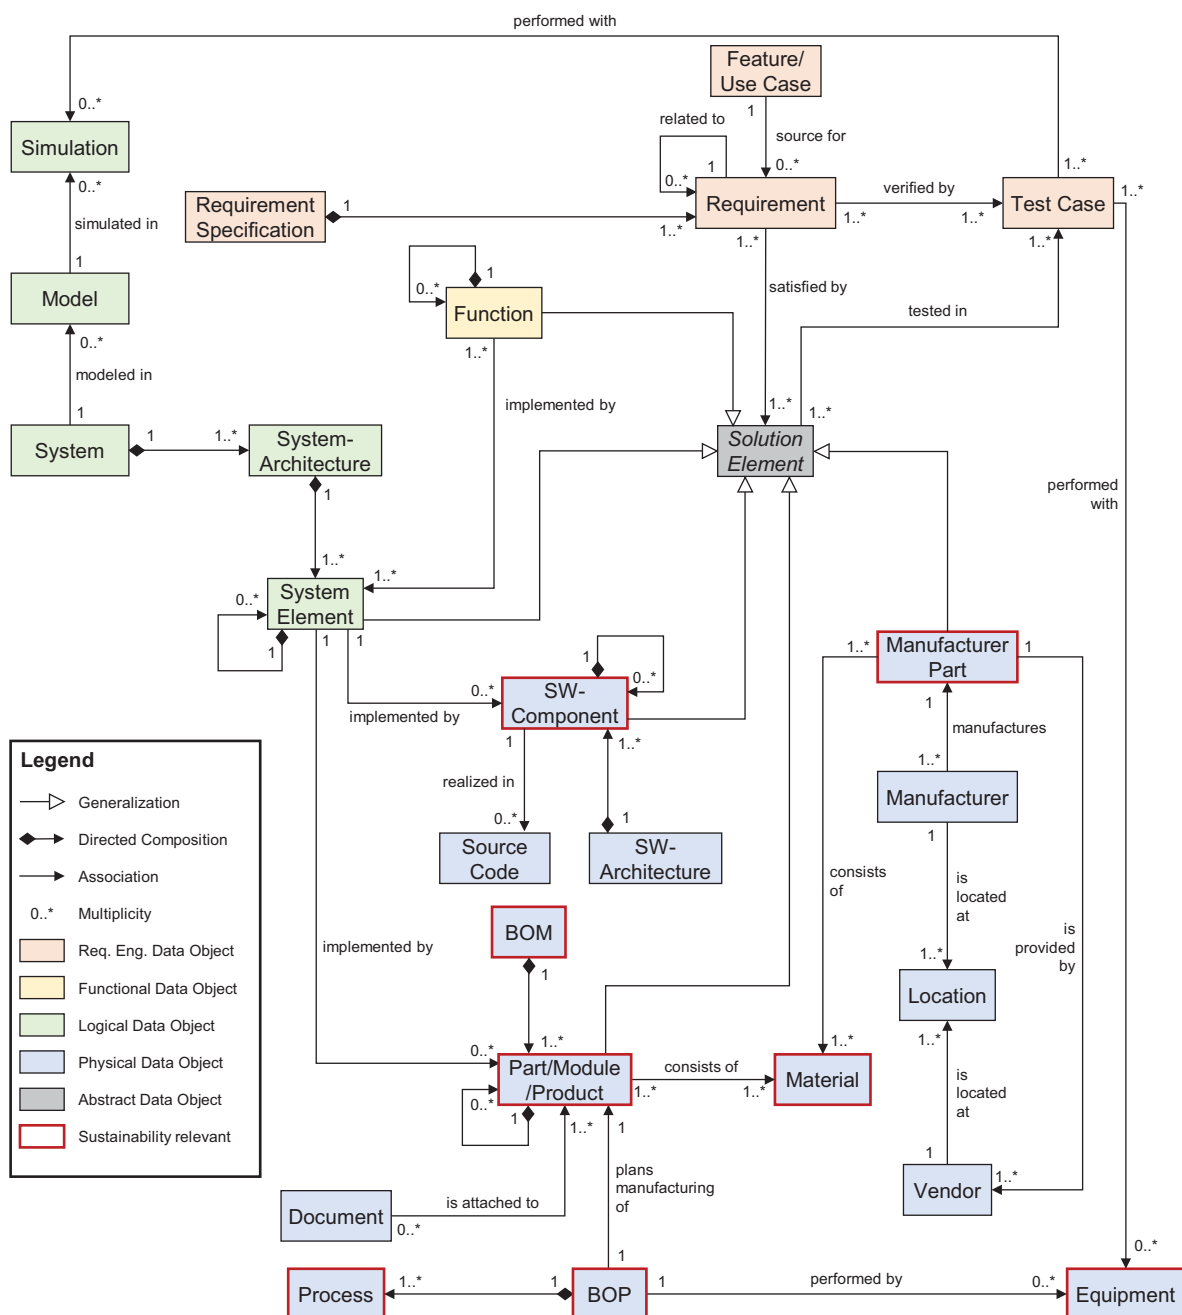 performed with
Feature/
Use Case
0..*
1
related to
source for
Simulation
1
0..*
0..*
1..*
1..*
0..*
Requirement
Specification
1
Requirement
verified by
Test Case
simulated in
1..*
1..*
1..*
1..*
1..*
1
1
0..*
satisfied by
Model
Function
tested in
0..*
1..*
modeled in
implemented by
1
1..*
1..*
System
1
1..*
System-
Architecture
Solution
Element
1
performed
with
1..*
1..*
0..*
System
Element
1
1
1
1..*
Manufacturer
Part
1
1
0..*
0..*
SW-
Component
1
manufactures
implemented by
1
1..*
1..*
Legend
realized in
Manufacturer
Generalization
0..*
1
1
Directed Composition
Source
Code
SW-
Architecture
Association
consists
of
is
located
at
0..*
Multiplicity
BOM
is
provided
by
Req. Eng. Data Object
implemented by
1
1..*
Functional Data Object
Location
Logical Data Object
1..*
1..*
1..*
0..*
Physical Data Object
Part/Module
/Product
consists of
Material
is
located
at
Abstract Data Object
0..*
1..*
1..*
1
1..*
1
Sustainability relevant
1
plans
manufacturing
of
Vendor
1..*
Document
is attached to
0..*
1
0..*
Process
1..*
1
BOP
1
performed by
0..*
Equipment